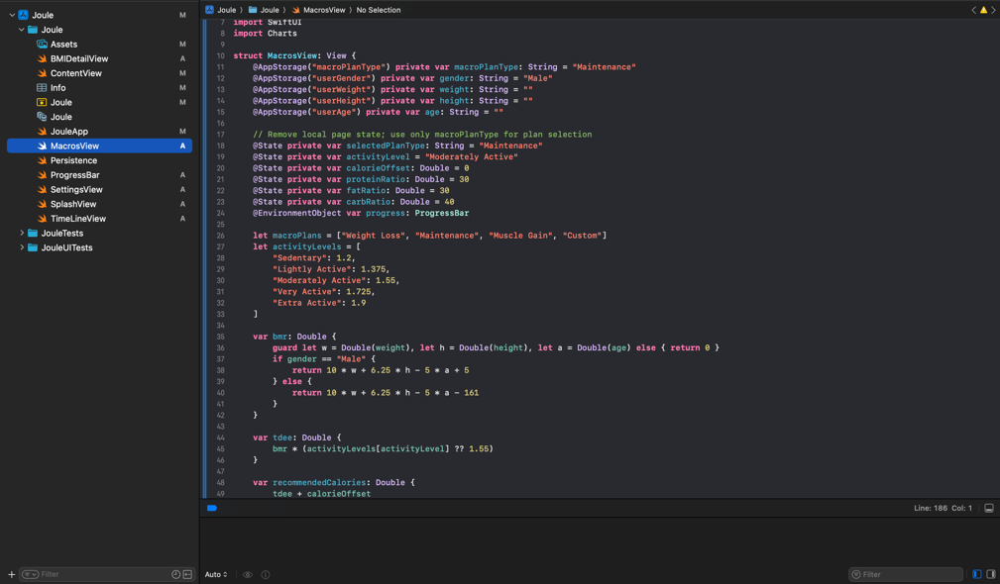 Joule M
Joule
Assets M
BMIDetailView A
ContentView M
Info M
Joule M
Joule
JouleApp M
MacrosView A
Persistence
ProgressBar A
SettingsView A
SplashView A
TimeLineView A
JouleTests
JouleUITests
Filter
Joule > Joule > MacrosView > No Selection
7 import SwiftUI
8 import Charts
9
10 struct MacrosView: View {
11 @AppStorage("macroPlanType") private var macroPlanType: String = "Maintenance"
12 @AppStorage("userGender") private var gender: String = "Male"
13 @AppStorage("userWeight") private var weight: String = ""
14 @AppStorage("userHeight") private var height: String = ""
15 @AppStorage("userAge") private var age: String = ""
16
17 // Remove local page state; use only macroPlanType for plan selection
18 @State private var selectedPlanType: String = "Maintenance"
19 @State private var activityLevel = "Moderately Active"
20 @State private var calorieOffset: Double = 0
21 @State private var proteinRatio: Double = 30
22 @State private var fatRatio: Double = 30
23 @State private var carbRatio: Double = 40
24 @EnvironmentObject var progress: ProgressBar
25
26 let macroPlans = ["Weight Loss", "Maintenance", "Muscle Gain", "Custom"]
27 let activityLevels = [
28 "Sedentary": 1.2,
29 "Lightly Active": 1.375,
30 "Moderately Active": 1.55,
31 "Very Active": 1.725,
32 "Extra Active": 1.9
33 ]
34
35 var bmr: Double {
36 guard let w = Double(weight), let h = Double(height), let a = Double(age) else { return 0 }
37 if gender == "Male" {
38 return 10 * w + 6.25 * h - 5 * a + 5
39 } else {
40 return 10 * w + 6.25 * h - 5 * a - 161
41 }
42 }
43
44 var tdee: Double {
45 bmr * (activityLevels[activityLevel] ?? 1.55)
46 }
47
48 var recommendedCalories: Double {
49 tdee + calorieOffset
Line: 186 Col: 1
Auto
Filter